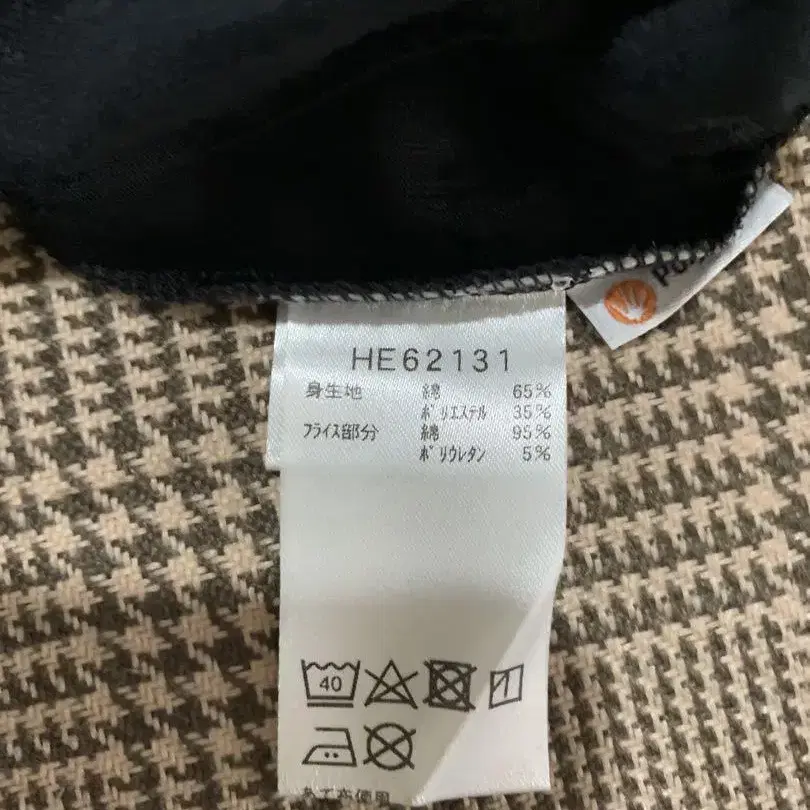 HE62131
身生地 綿 65%
ポリエステル 35%
フライス部分 綿 95%
ポリウレタン 5%
40